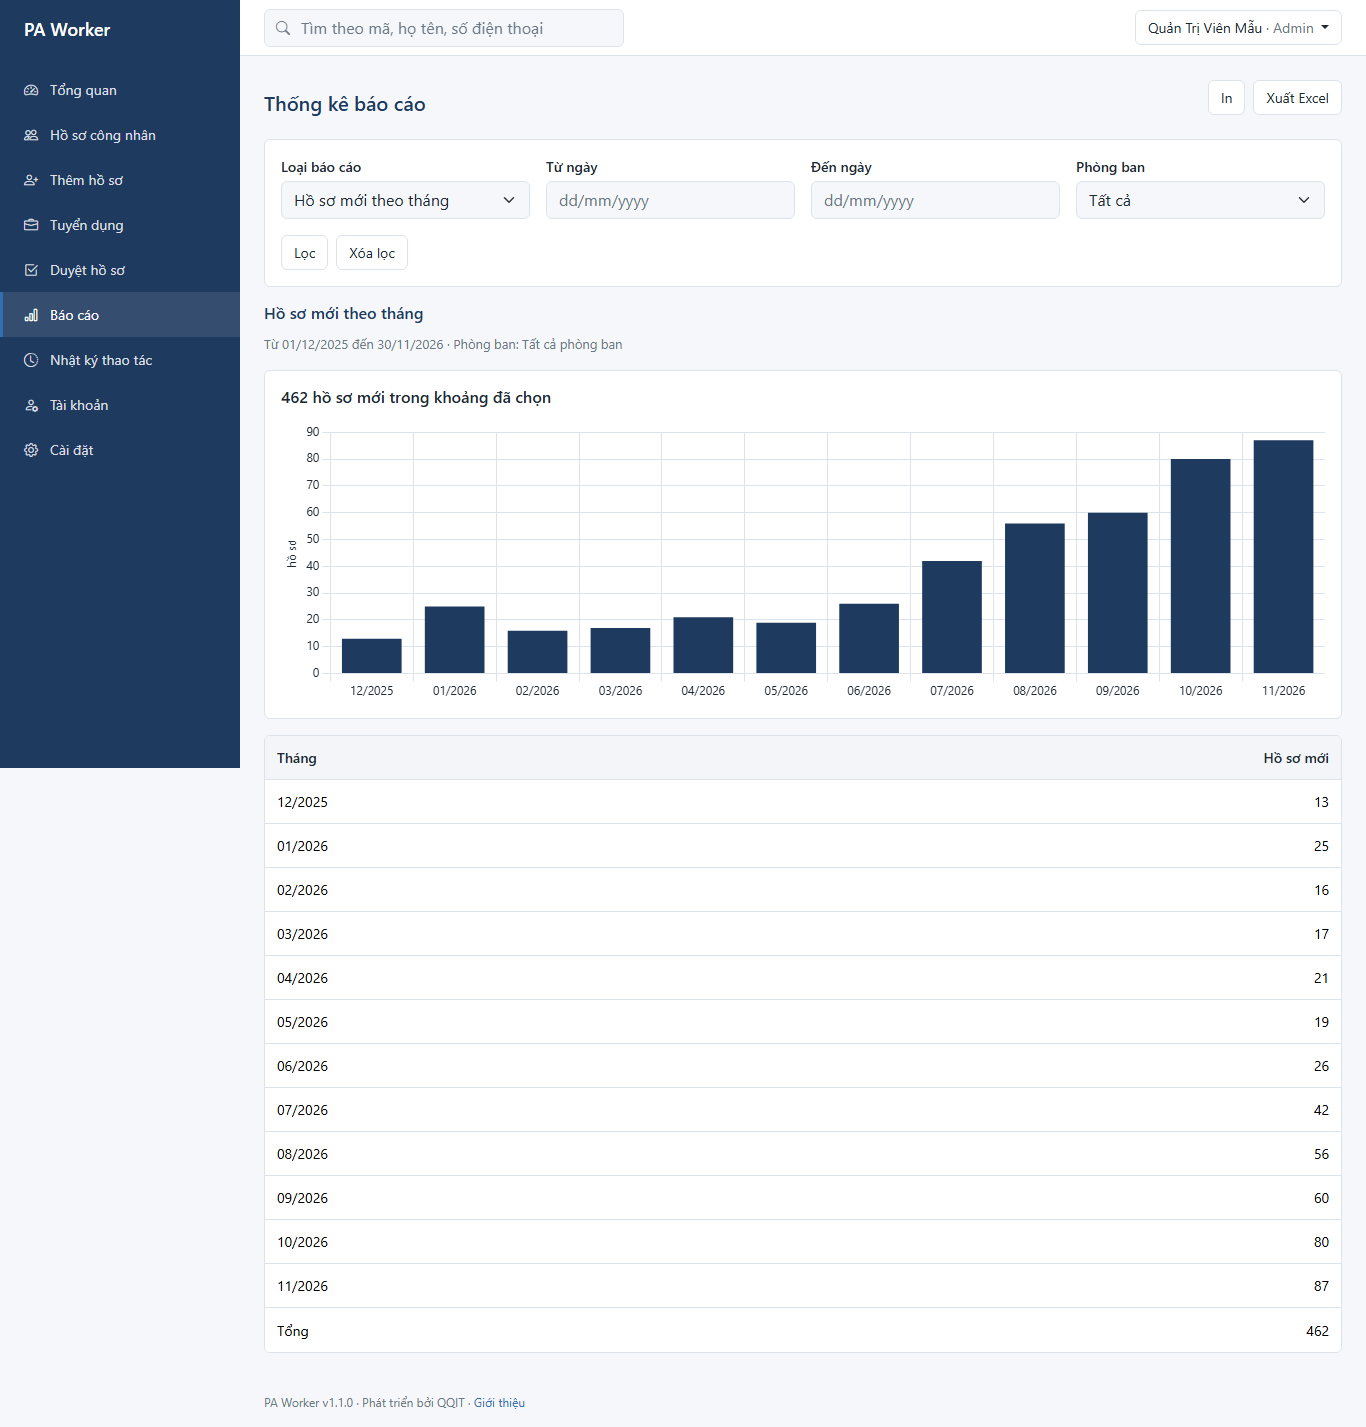 PA Worker
Tìm theo mã, họ tên, số điện thoại
Quản Trị Viên Mẫu · Admin
Tổng quan
Hồ sơ công nhân
Thêm hồ sơ
Tuyển dụng
Duyệt hồ sơ
Báo cáo
Nhật ký thao tác
Tài khoản
Cài đặt
Thống kê báo cáo
In
Xuất Excel
Loại báo cáo
Hồ sơ mới theo tháng
Từ ngày
dd/mm/yyyy
Đến ngày
dd/mm/yyyy
Phòng ban
Tất cả
Lọc
Xóa lọc
Hồ sơ mới theo tháng
Từ 01/12/2025 đến 30/11/2026 · Phòng ban: Tất cả phòng ban
462 hồ sơ mới trong khoảng đã chọn
90
80
70
60
50
40
30
20
10
0
hồ sơ
12/2025 01/2026 02/2026 03/2026 04/2026 05/2026 06/2026 07/2026 08/2026 09/2026 10/2026 11/2026
Tháng Hồ sơ mới
12/2025 13
01/2026 25
02/2026 16
03/2026 17
04/2026 21
05/2026 19
06/2026 26
07/2026 42
08/2026 56
09/2026 60
10/2026 80
11/2026 87
Tổng 462
PA Worker v1.1.0 · Phát triển bởi QQIT · Giới thiệu